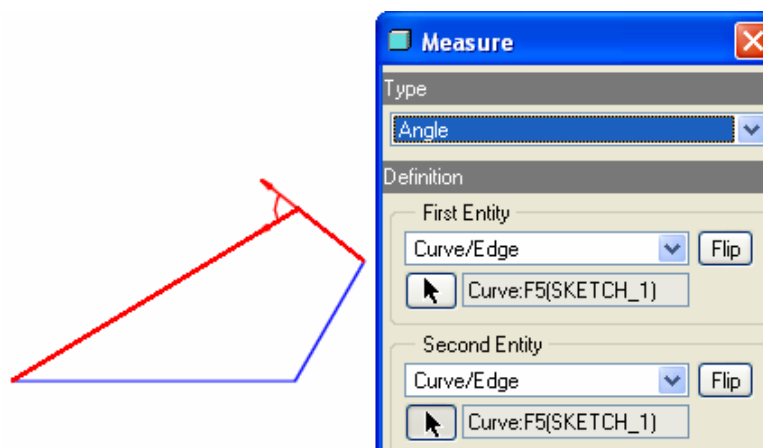 Measure
Type
Angle
Definition
First Entity
Curve/Edge Flip
Curve:F5(SKETCH_1)
Second Entity
Curve/Edge Flip
Curve:F5(SKETCH_1)